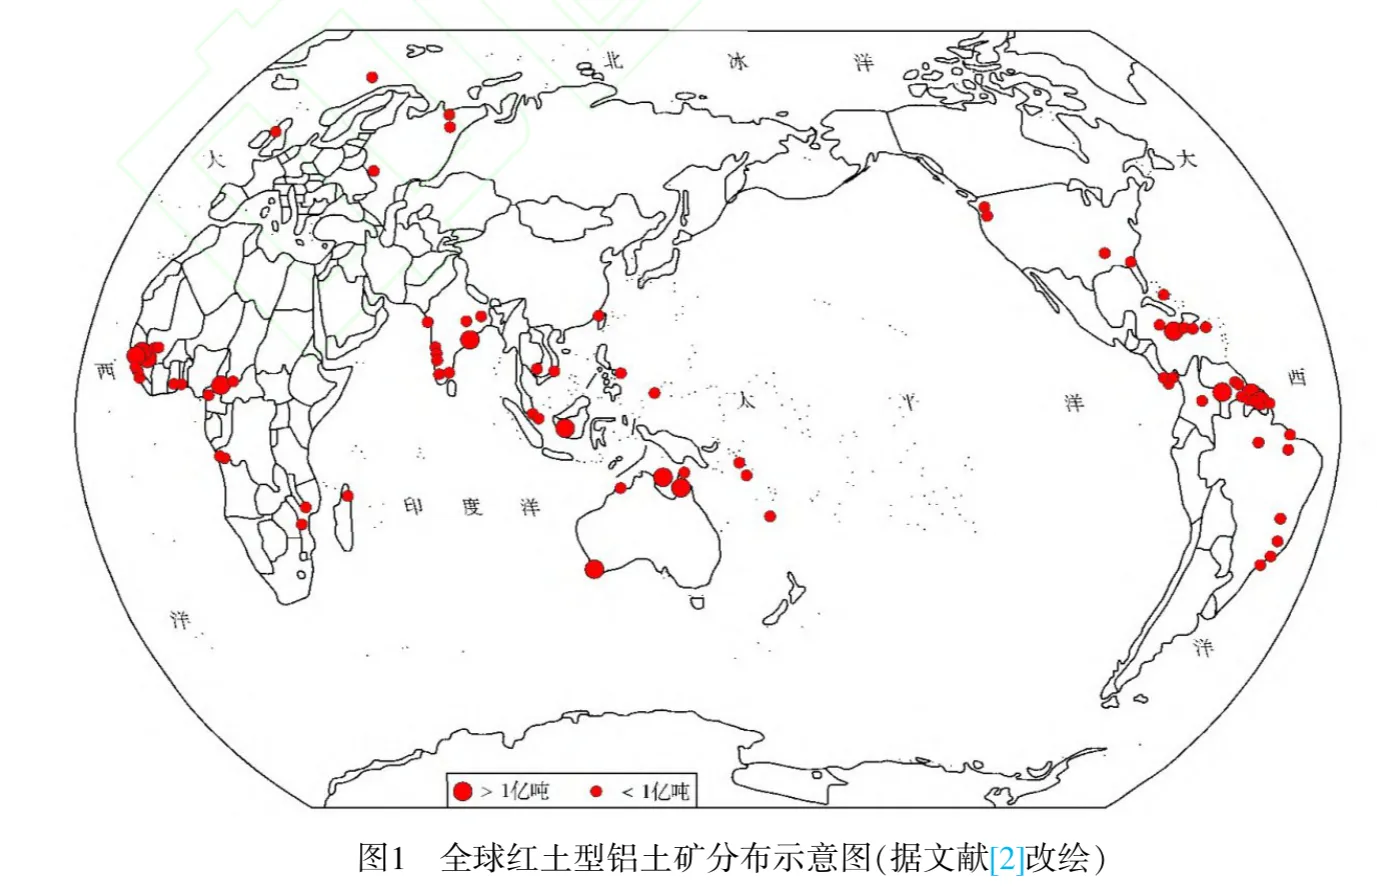 北 冰 洋
大
大
西
太 平 洋
西
印 度 洋
洋
洋
> 1亿吨 < 1亿吨
图1 全球红土型铝土矿分布示意图(据文献[2]改绘)